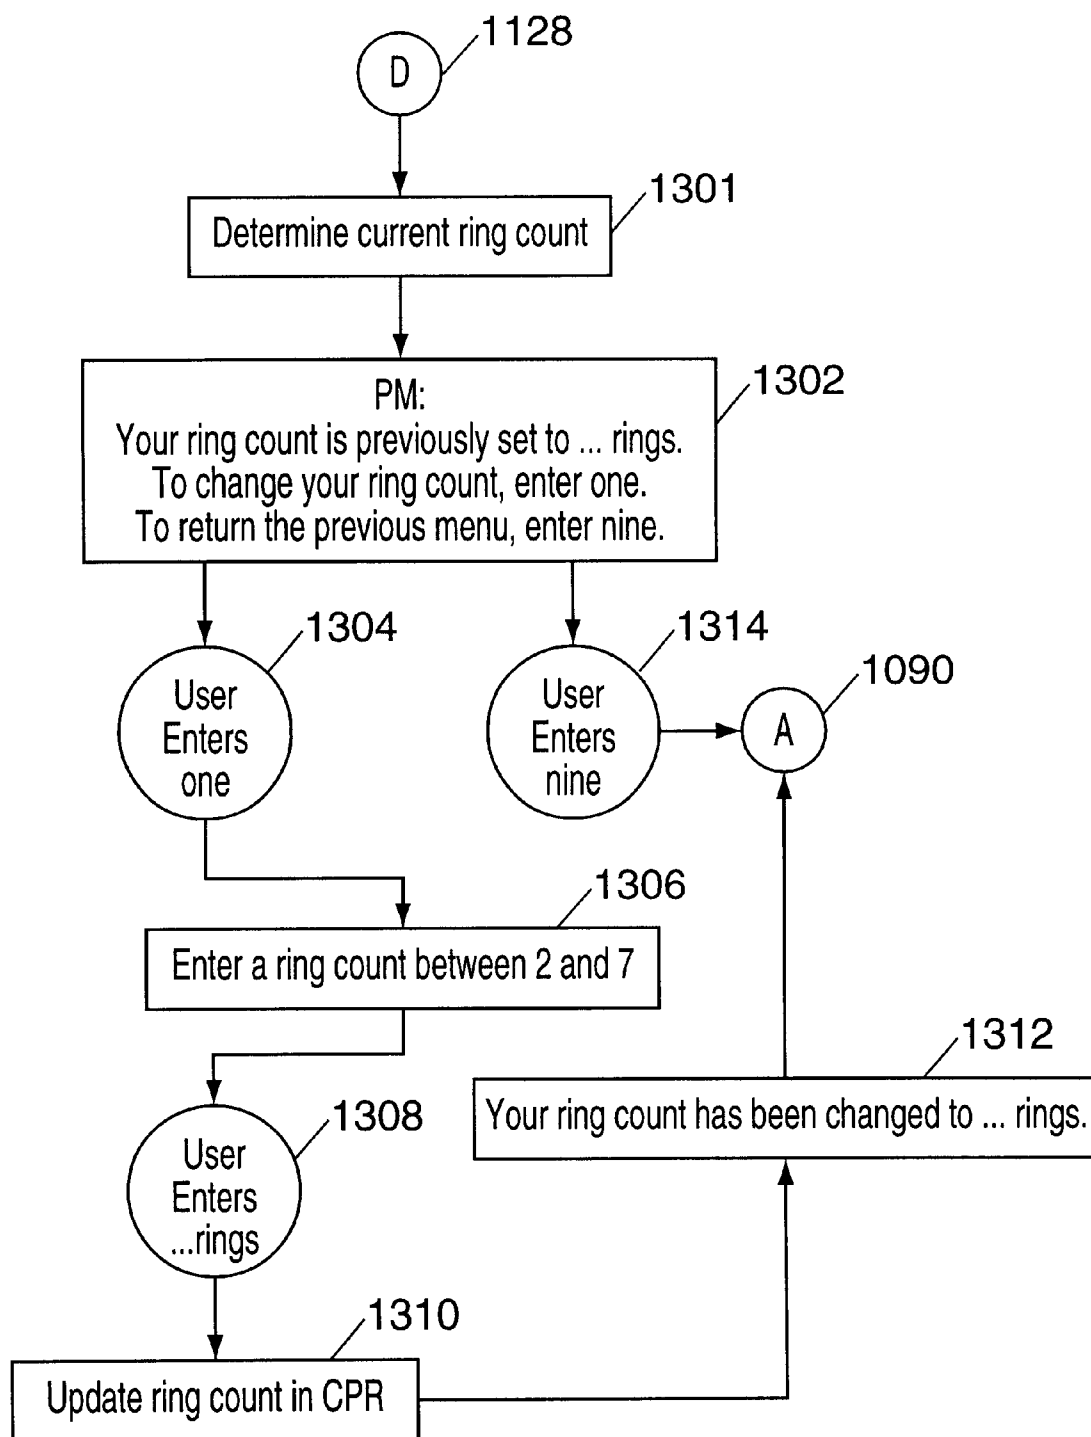 1128
D
1301
Determine current ring count
1302
PM:
Your ring count is previously set to ... rings.
To change your ring count, enter one.
To return the previous menu, enter nine.
1304
User
Enters
one
1314
User
Enters
nine
1090
A
1306
Enter a ring count between 2 and 7
1308
User
Enters
...rings
1310
Update ring count in CPR
1312
Your ring count has been changed to ... rings.